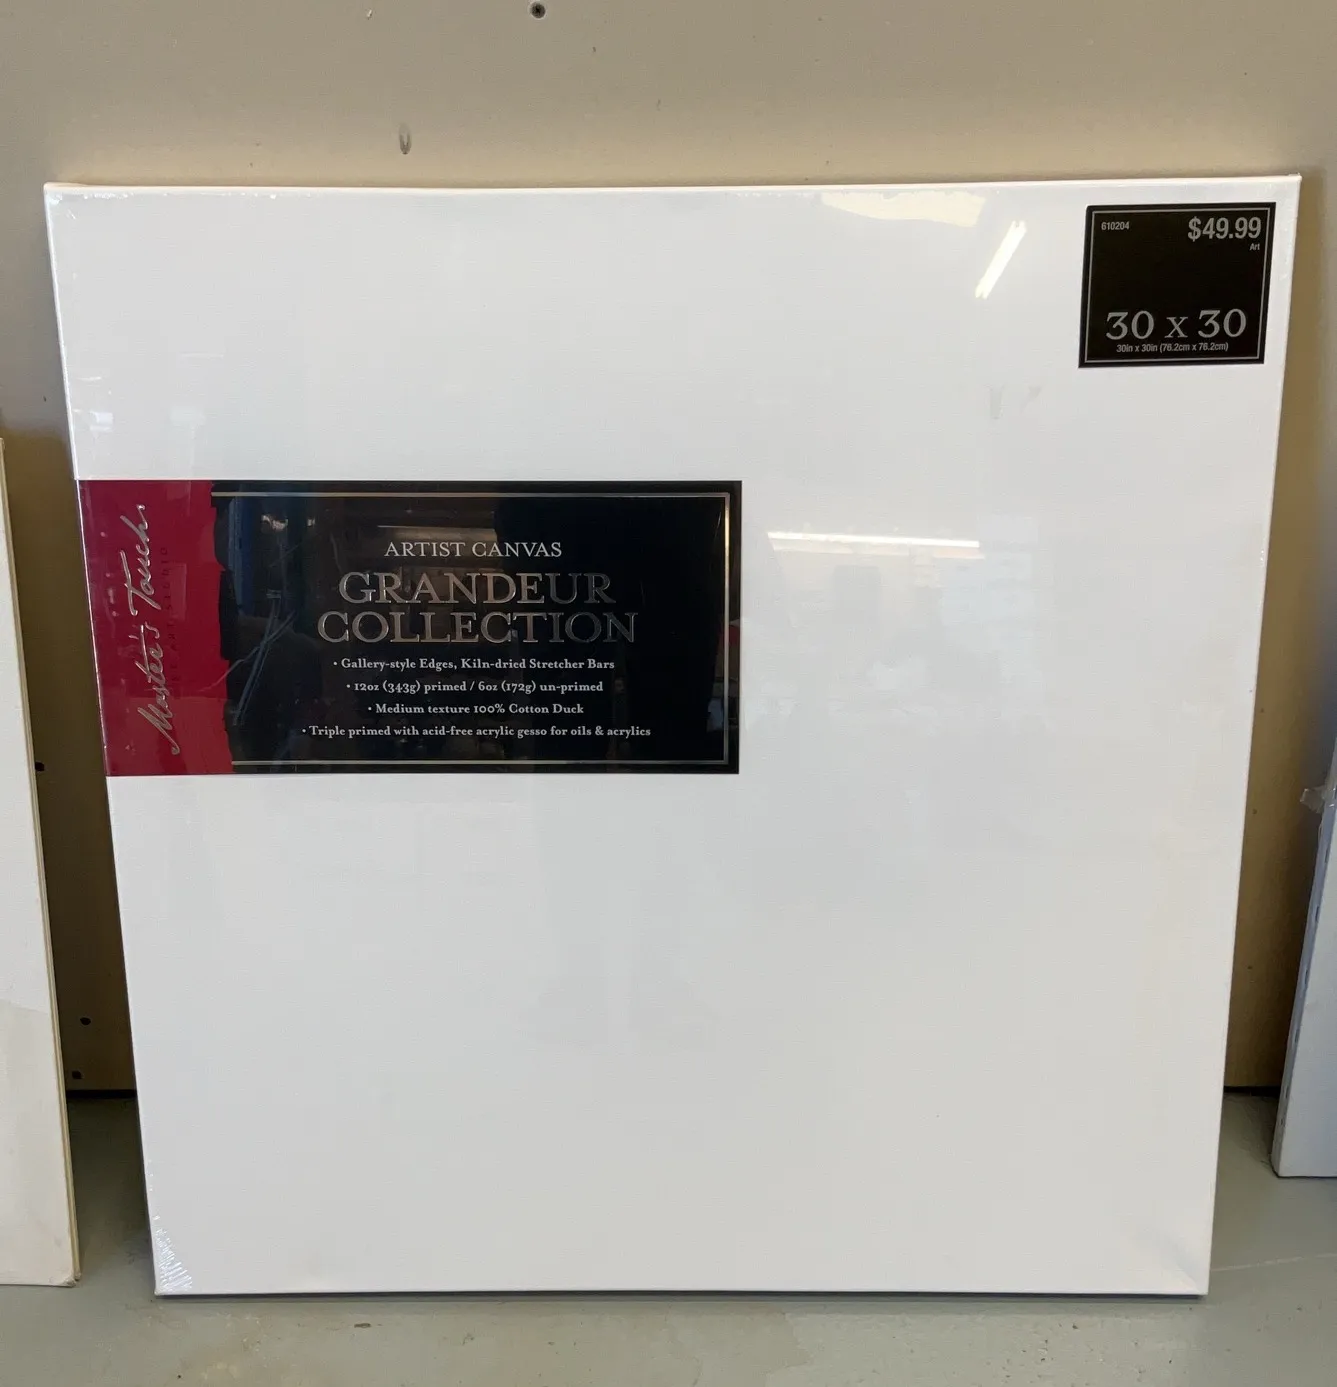 610204
$49.99
Art
30 x 30
30in x 30in (76.2cm x 76.2cm)
Master's Touch
ARTIST CANVAS
GRANDEUR
COLLECTION
• Gallery-style Edges, Kiln-dried Stretcher Bars
• 12oz (343g) primed / 6oz (172g) un-primed
• Medium texture 100% Cotton Duck
• Triple primed with acid-free acrylic gesso for oils & acrylics